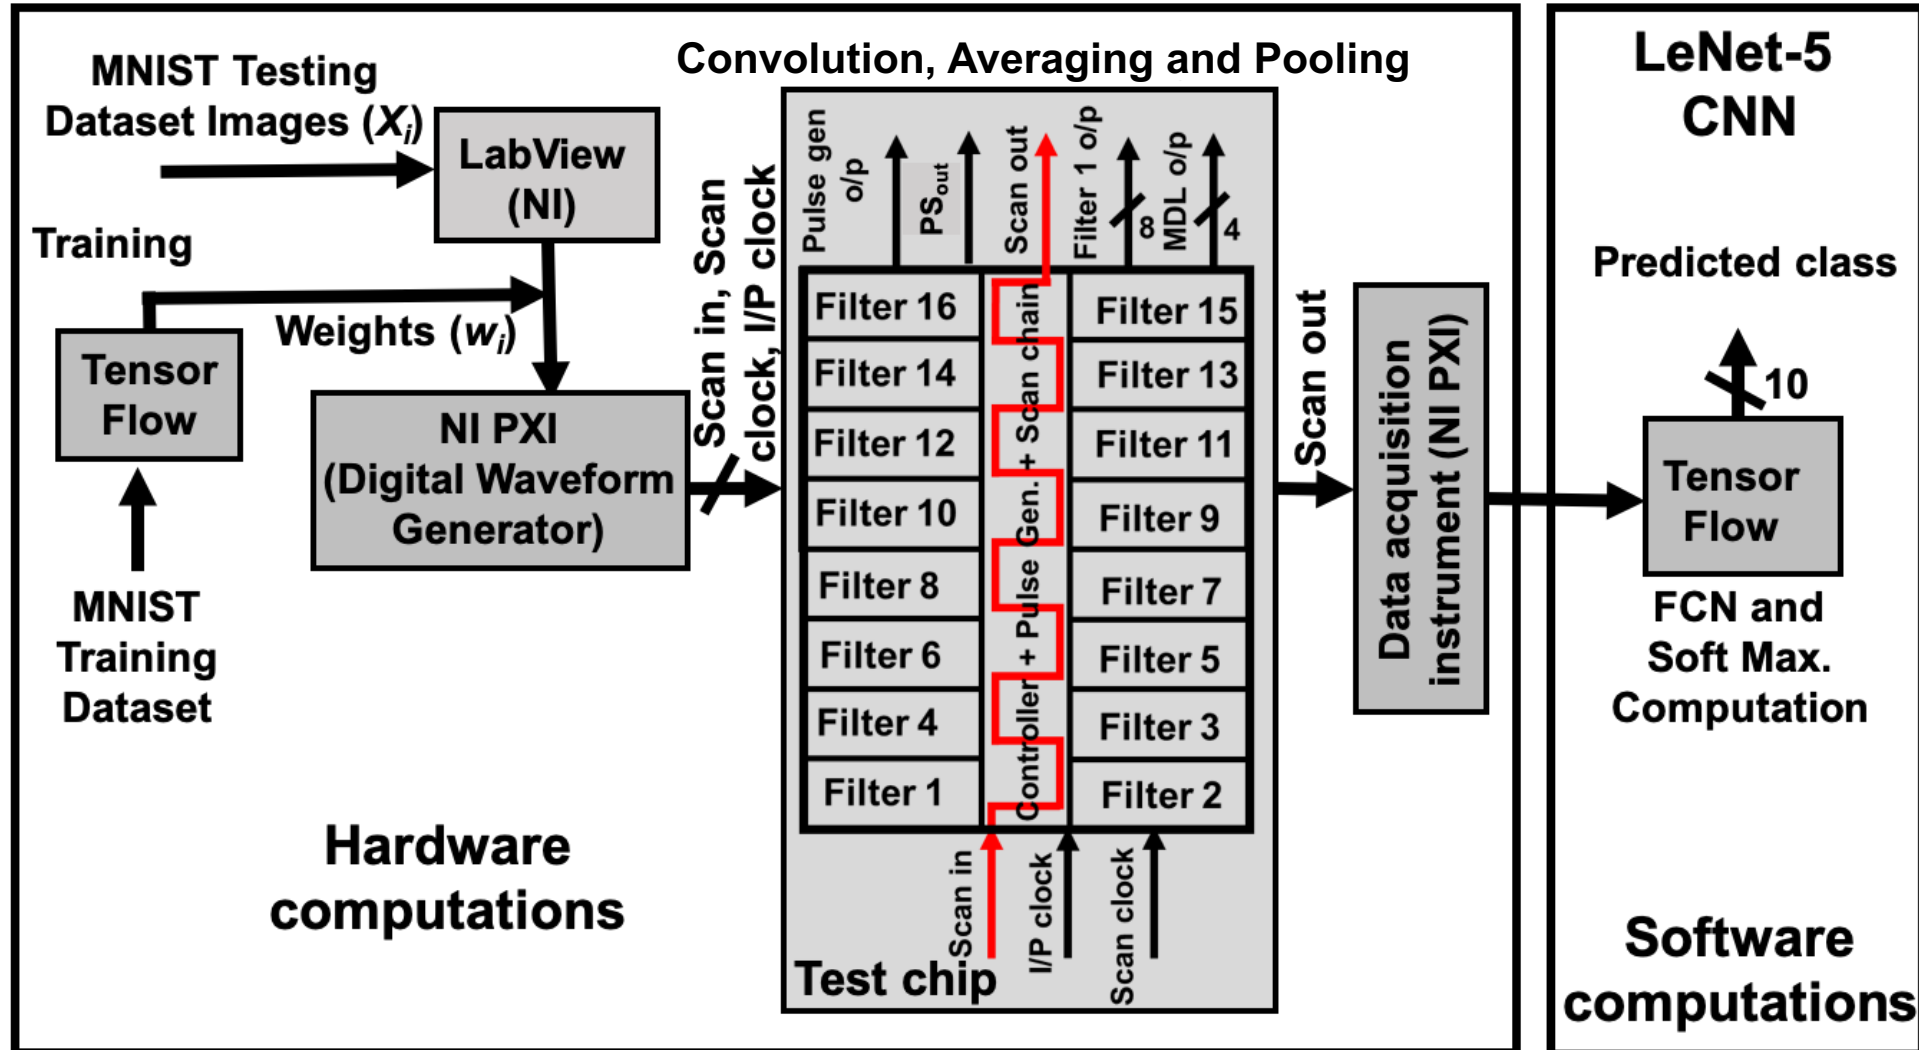 MNIST Testing
Dataset Images (Xi)
LabView
(NI)
Training
Weights (wi)
Tensor
Flow
MNIST
Training
Dataset
NI PXI
(Digital Waveform
Generator)
Hardware
computations
Scan in, Scan
clock, I/P clock
Convolution, Averaging and Pooling
Pulse gen
o/p
PSout
Scan out
Filter 1 o/p
8
MDL o/p
4
Filter 16
Filter 15
Filter 14
Filter 13
Filter 12
Filter 11
Filter 10
Filter 9
Filter 8
Filter 7
Filter 6
Filter 5
Filter 4
Filter 3
Filter 1
Filter 2
Controller + Pulse Gen. + Scan chain
Scan in
I/P clock
Scan clock
Test chip
Scan out
Data acquisition
instrument (NI PXI)
LeNet-5
CNN
Predicted class
10
Tensor
Flow
FCN and
Soft Max.
Computation
Software
computations